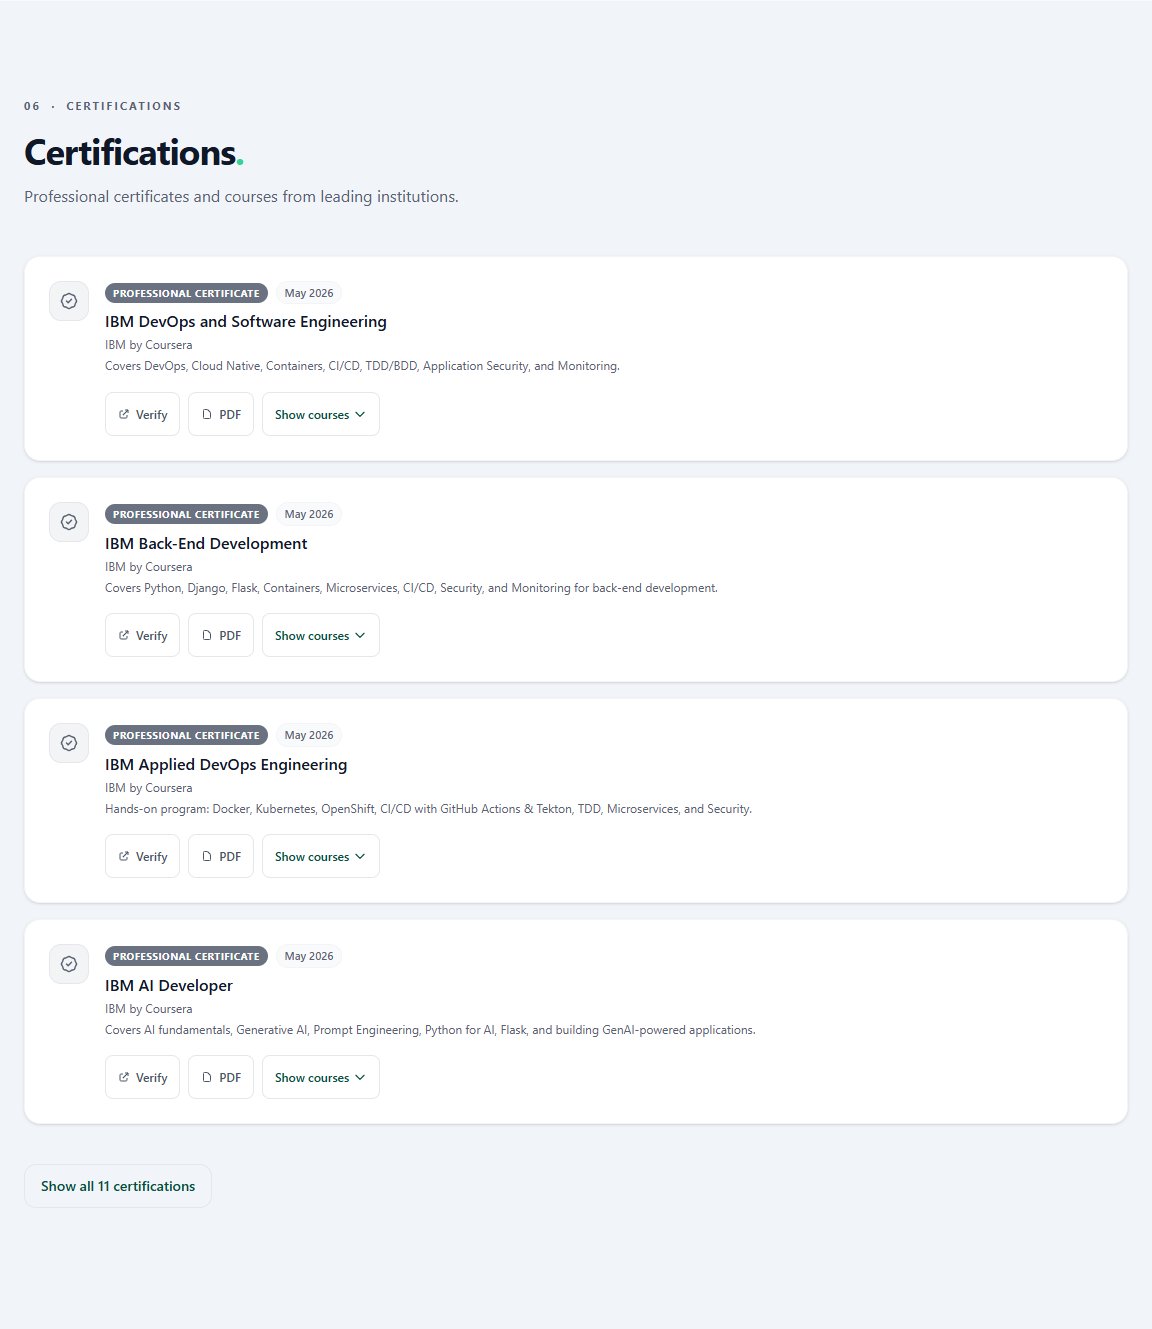 06 · CERTIFICATIONS
Certifications.
Professional certificates and courses from leading institutions.
PROFESSIONAL CERTIFICATE May 2026
IBM DevOps and Software Engineering
IBM by Coursera
Covers DevOps, Cloud Native, Containers, CI/CD, TDD/BDD, Application Security, and Monitoring.
Verify PDF Show courses
PROFESSIONAL CERTIFICATE May 2026
IBM Back-End Development
IBM by Coursera
Covers Python, Django, Flask, Containers, Microservices, CI/CD, Security, and Monitoring for back-end development.
Verify PDF Show courses
PROFESSIONAL CERTIFICATE May 2026
IBM Applied DevOps Engineering
IBM by Coursera
Hands-on program: Docker, Kubernetes, OpenShift, CI/CD with GitHub Actions & Tekton, TDD, Microservices, and Security.
Verify PDF Show courses
PROFESSIONAL CERTIFICATE May 2026
IBM AI Developer
IBM by Coursera
Covers AI fundamentals, Generative AI, Prompt Engineering, Python for AI, Flask, and building GenAI-powered applications.
Verify PDF Show courses
Show all 11 certifications